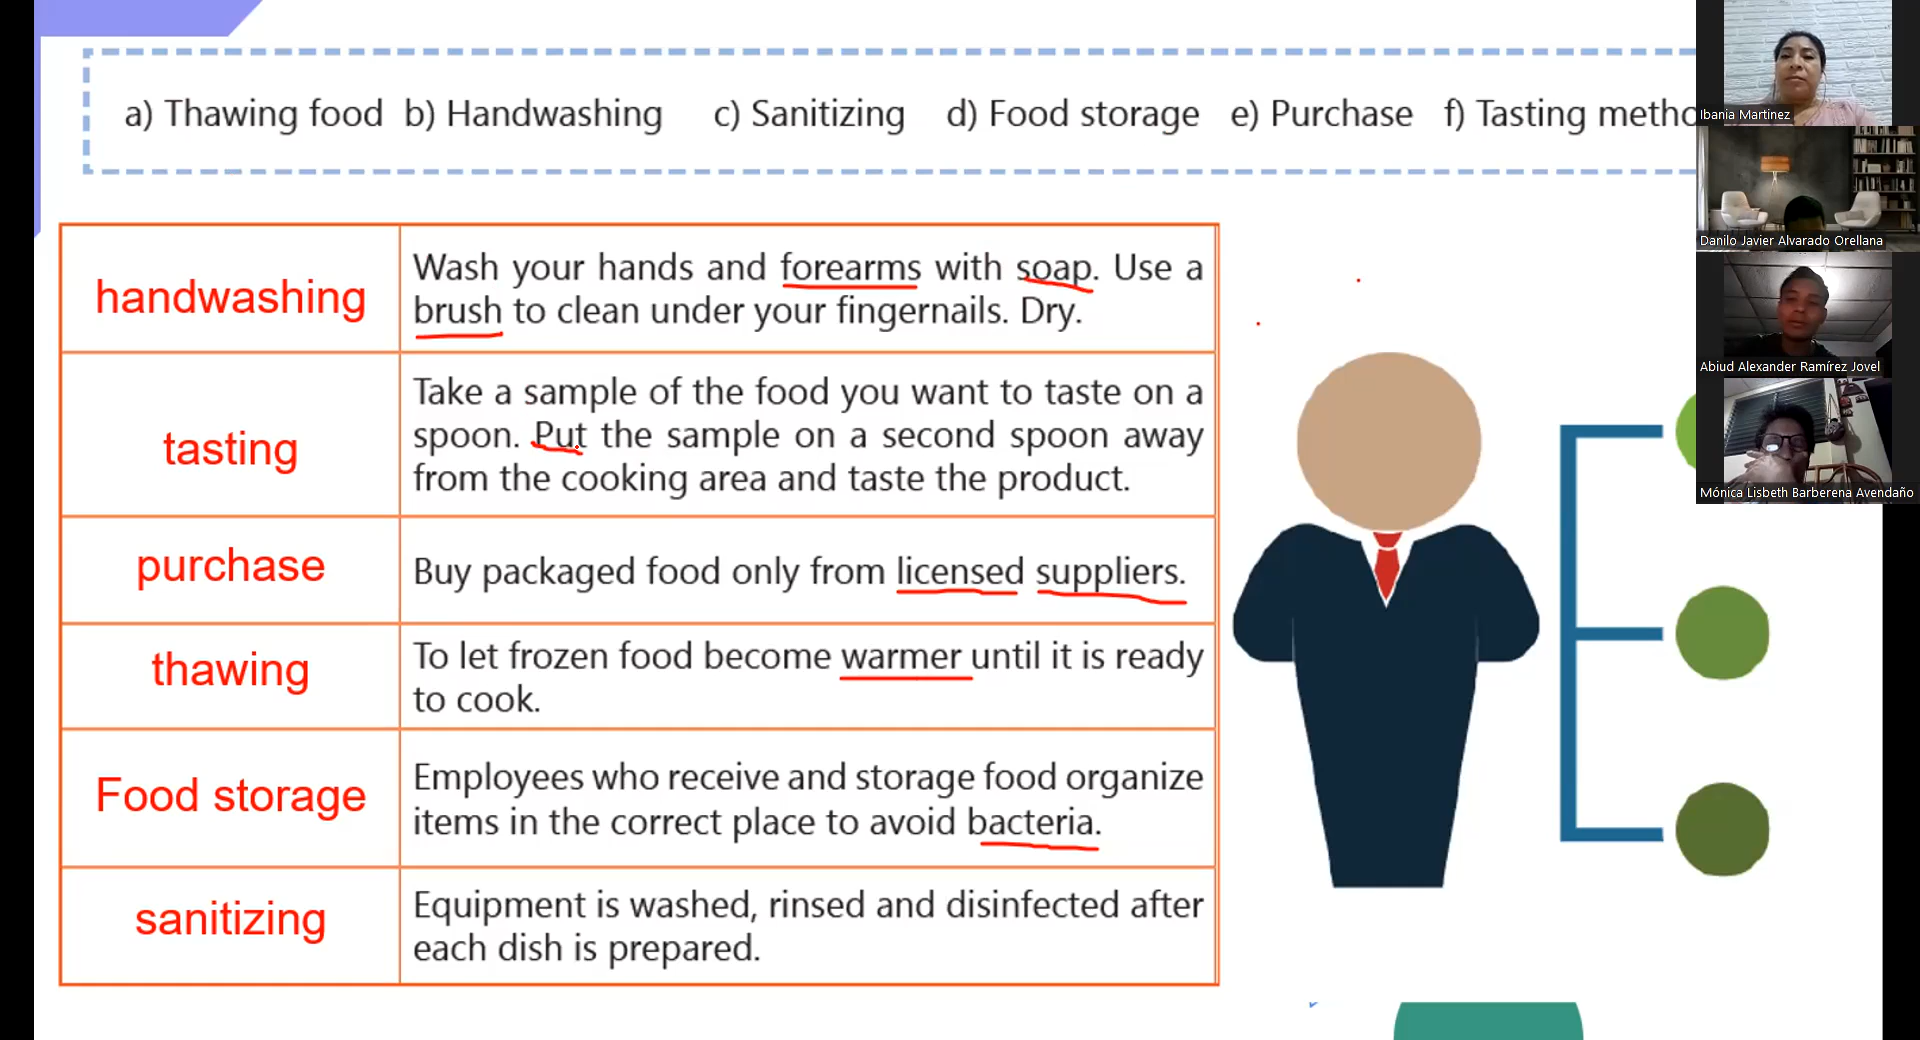 a) Thawing food b) Handwashing c) Sanitizing d) Food storage e) Purchase f) Tasting metho
Ibania Martinez
Danilo Javier Alvarado Orellana
Abiud Alexander Ramírez Jovel
Mónica Lisbeth Barberena Avendaño
handwashing
Wash your hands and forearms with soap. Use a
brush to clean under your fingernails. Dry.
tasting
Take a sample of the food you want to taste on a
spoon. Put the sample on a second spoon away
from the cooking area and taste the product.
purchase
Buy packaged food only from licensed suppliers.
thawing
To let frozen food become warmer until it is ready
to cook.
Food storage
Employees who receive and storage food organize
items in the correct place to avoid bacteria.
sanitizing
Equipment is washed, rinsed and disinfected after
each dish is prepared.